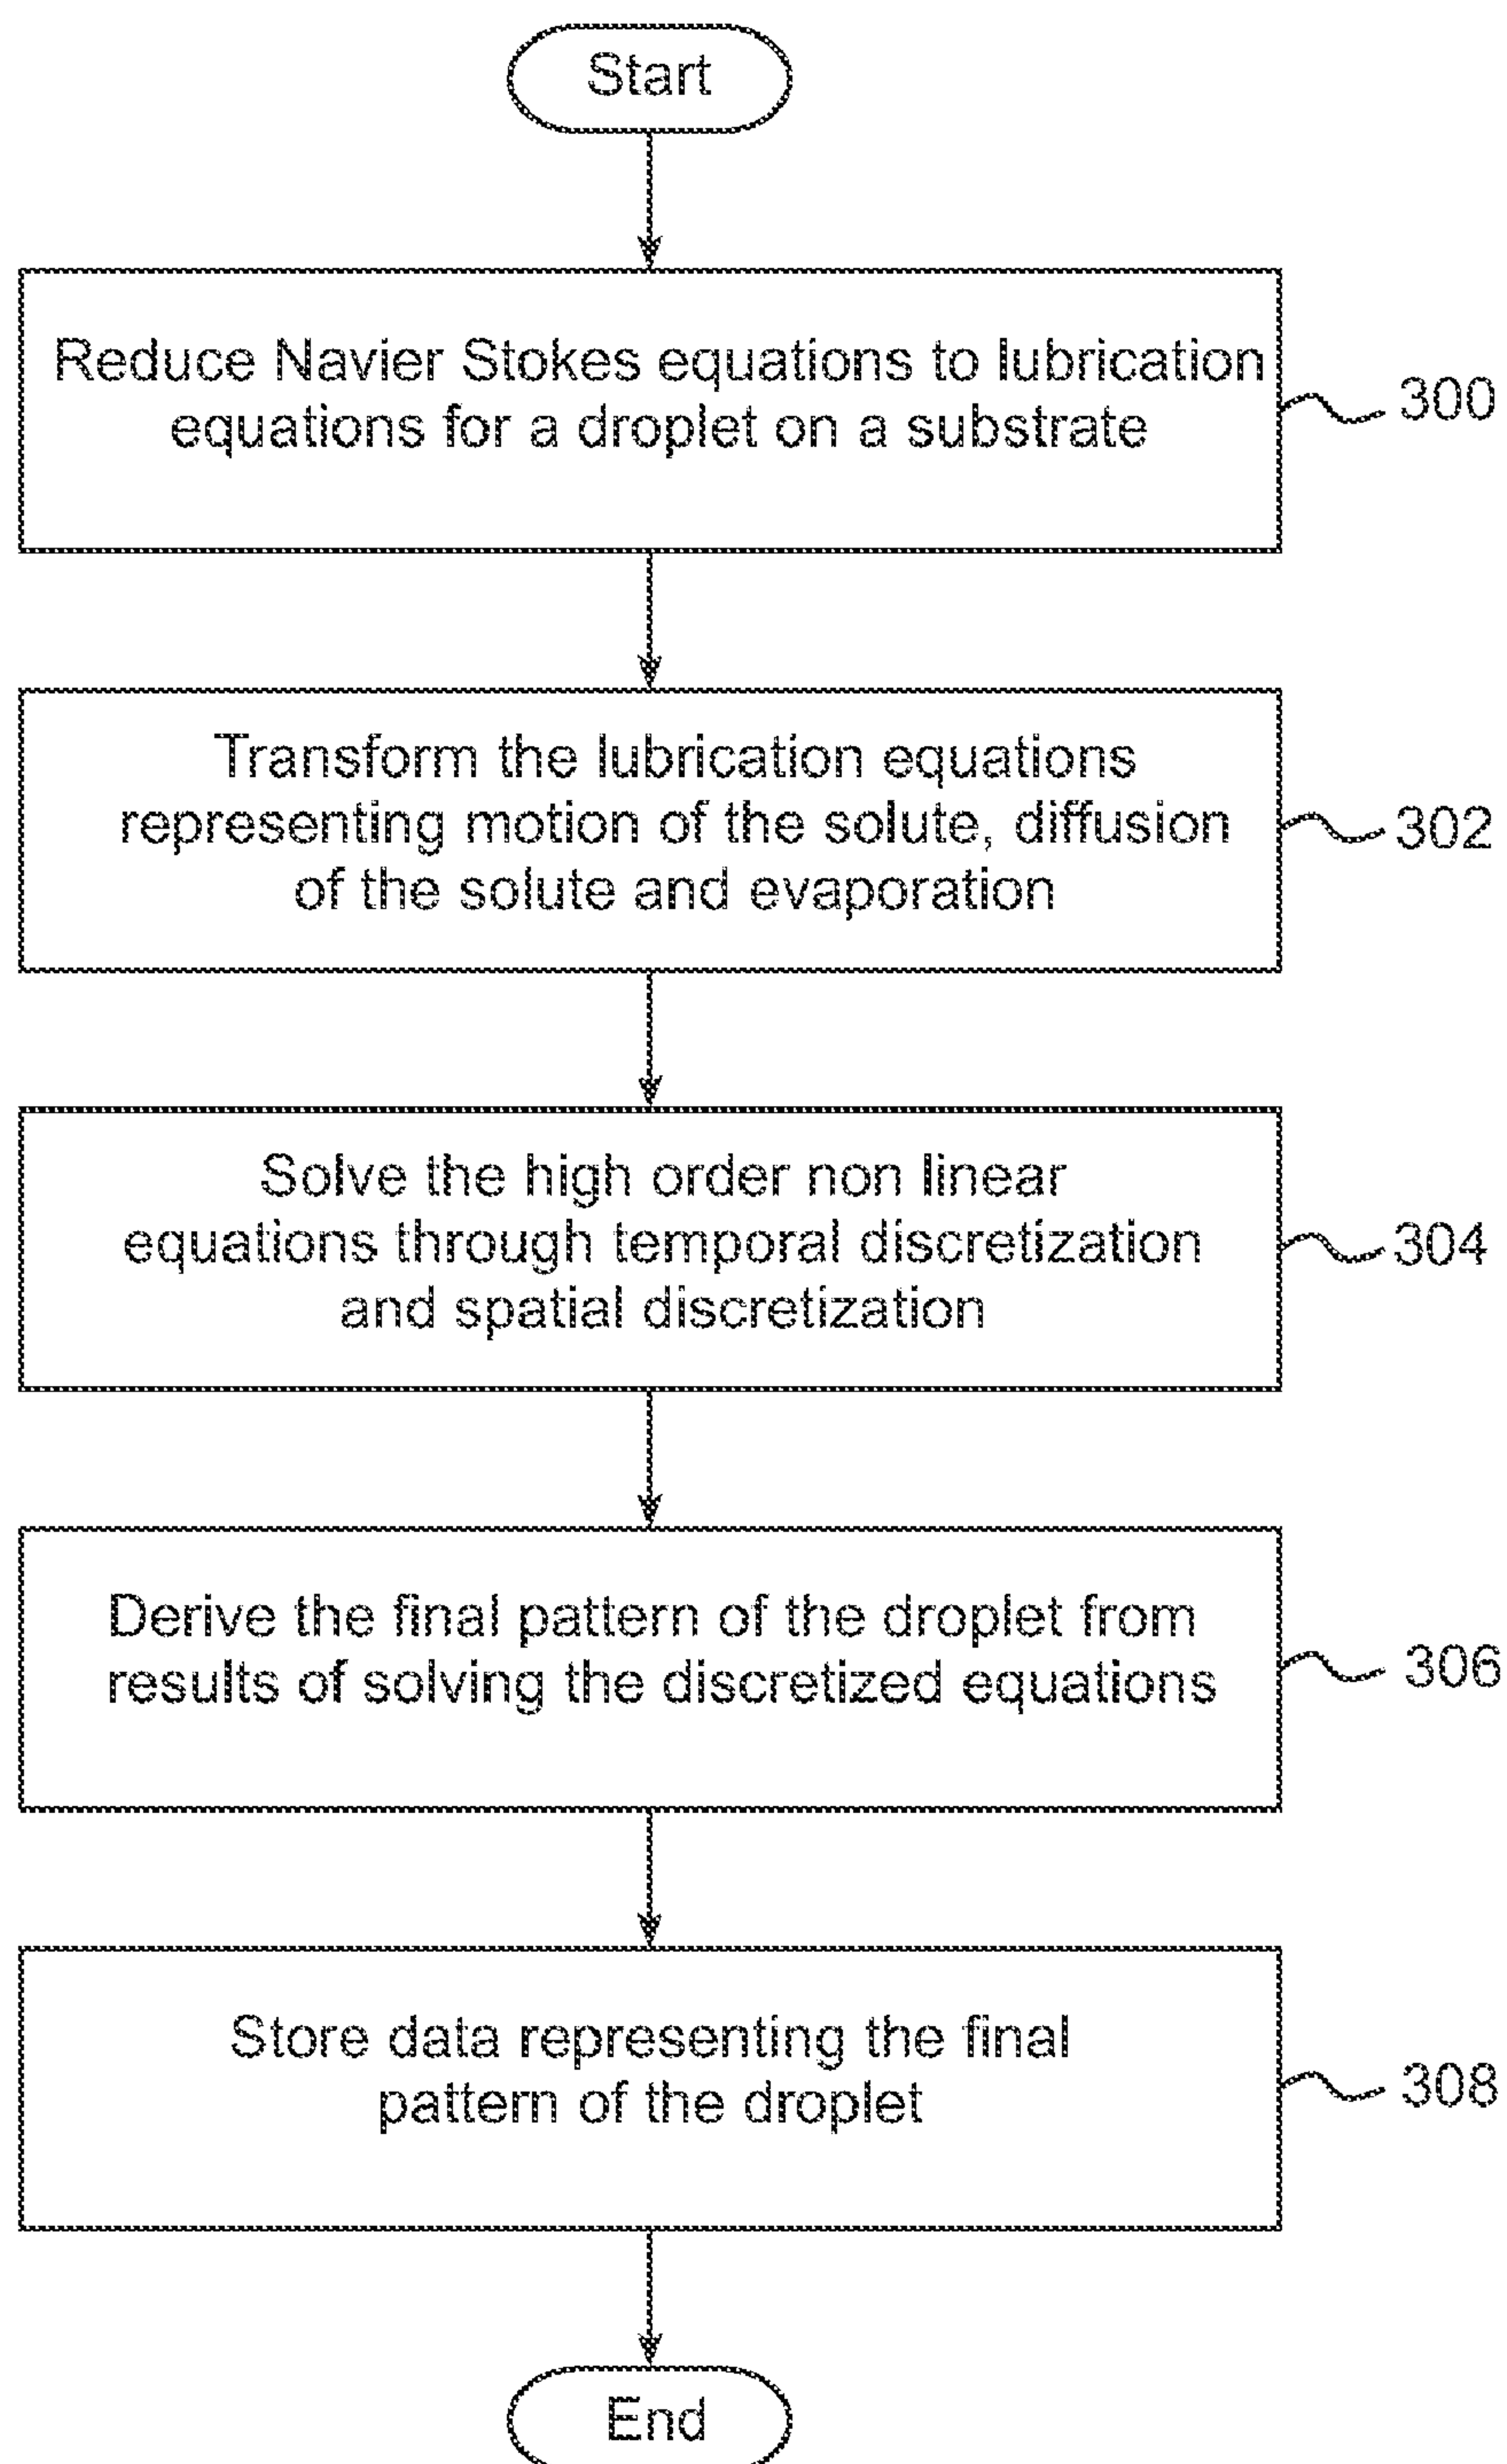 Start
Reduce Navier Stokes equations to lubrication
equations for a droplet on a substrate
300
Transform the lubrication equations
representing motion of the solute, diffusion
of the solute and evaporation
302
Solve the high order non linear
equations through temporal discretization
and spatial discretization
304
Derive the final pattern of the droplet from
results of solving the discretized equations
306
Store data representing the final
pattern of the droplet
308
End